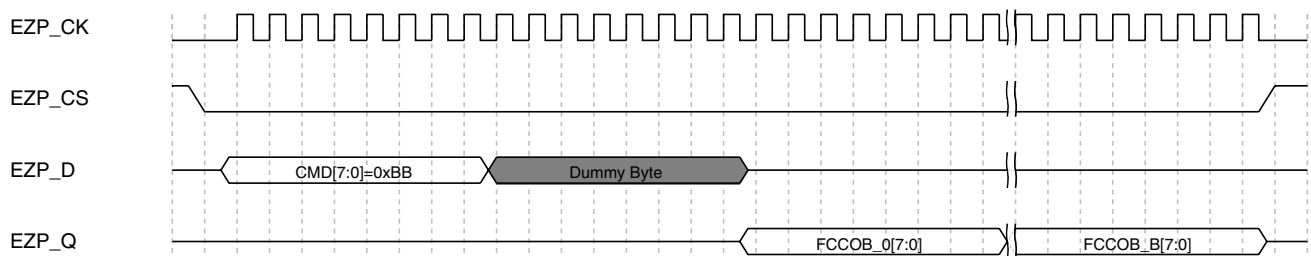 EZP_CK
EZP_CS
EZP_D
CMD[7:0]=0xBB
Dummy Byte
EZP_Q
FCCOB_0[7:0]
FCCOB_B[7:0]